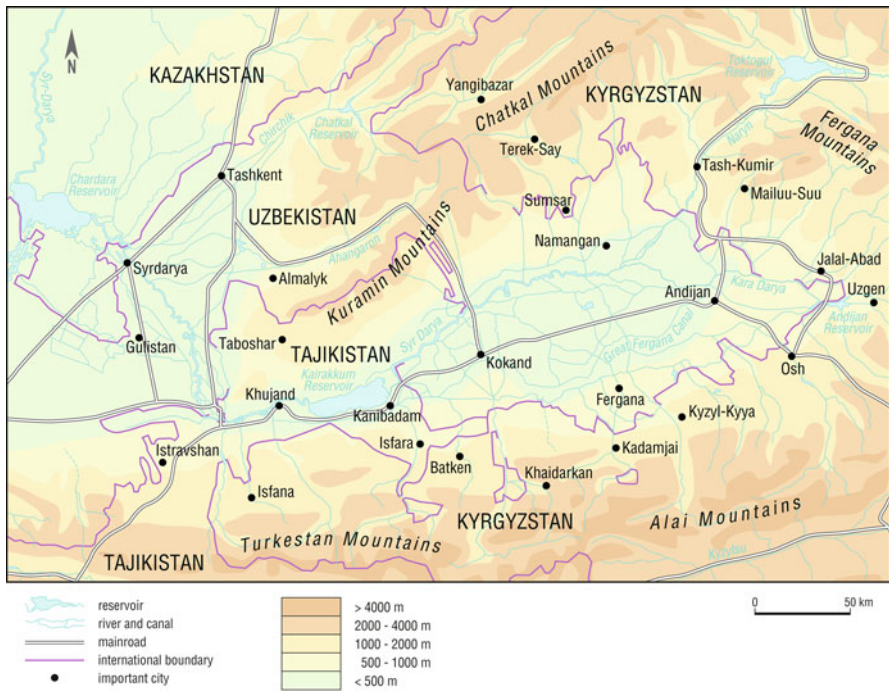 N
KAZAKHSTAN
Syr-Darya
Chirchik
Chatkal
Reservoir
Yangibazar
Chatkal Mountains
KYRGYZSTAN
Toktogul
Reservoir
Naryn
Fergana
Mountains
Terek-Say
Tash-Kumir
Mailuu-Suu
Chardara
Reservoir
Tashkent
UZBEKISTAN
Sumsar
Namangan
Syrdarya
Ahangaron
Almalyk
Kuramin Mountains
Jalal-Abad
Kara Darya
Uzgen
Andijan
Andijan
Reservoir
Gulistan
Taboshar
TAJIKISTAN
Syr Darya
Kokand
Great Fergana Canal
Osh
Kairakkum
Reservoir
Khujand
Kanibadam
Fergana
Kyzyl-Kyya
Istravshan
Isfara
Batken
Kadamjai
Khaidarkan
Isfana
KYRGYZSTAN
Turkestan Mountains
Alai Mountains
TAJIKISTAN
Kyzylsu
reservoir
river and canal
mainroad
international boundary
important city
> 4000 m
2000 - 4000 m
1000 - 2000 m
500 - 1000 m
< 500 m
0 50 km